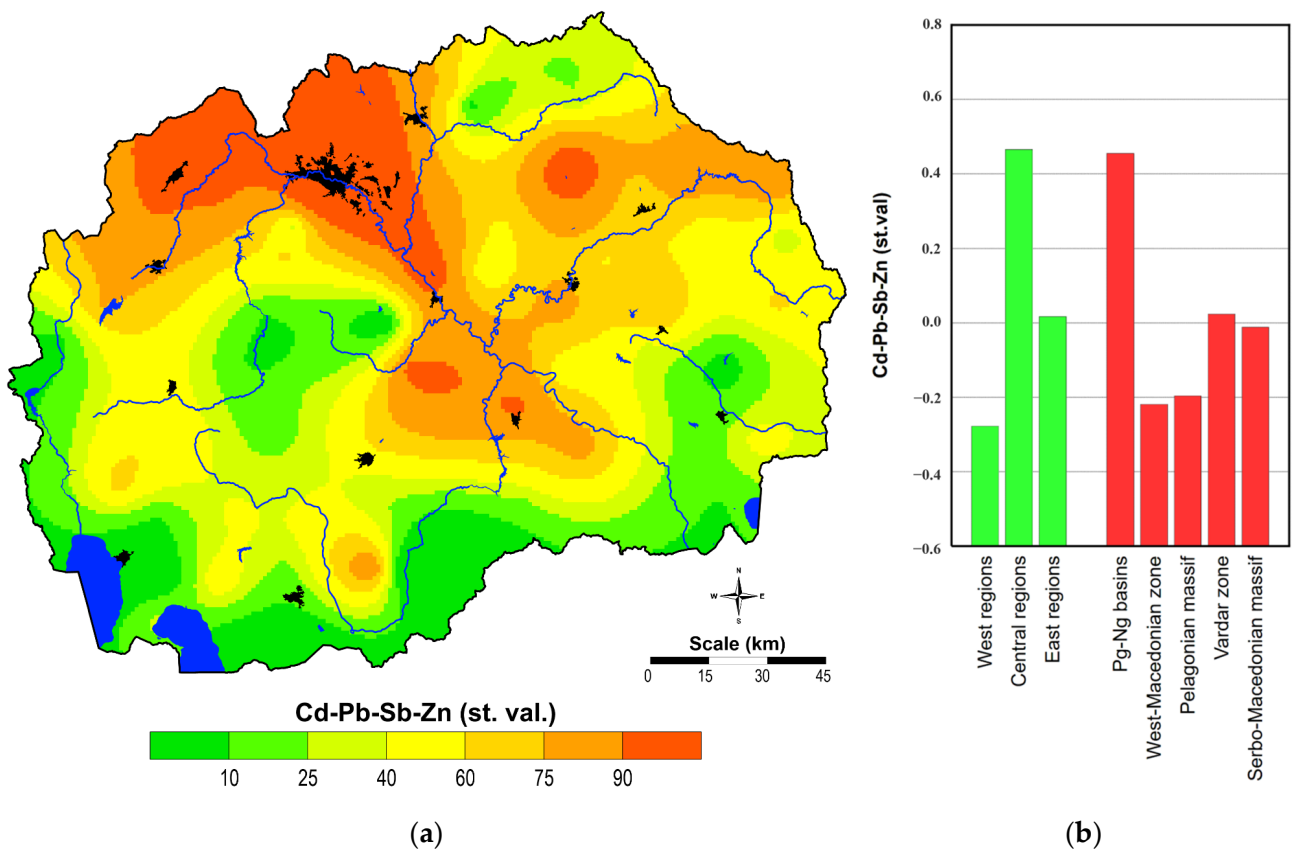 N
W E
S
Scale (km)
0 15 30 45
Cd-Pb-Sb-Zn (st. val.)
10 25 40 60 75 90
(a)
Cd-Pb-Sb-Zn (st.val)
0.8
0.6
0.4
0.2
0.0
−0.2
−0.4
−0.6
West regions
Central regions
East regions
Pg-Ng basins
West-Macedonian zone
Pelagonian massif
Vardar zone
Serbo-Macedonian massif
(b)